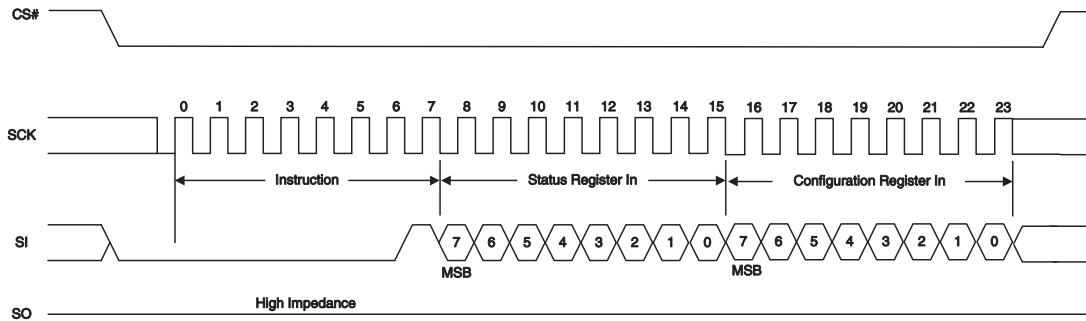 CS#
0 1 2 3 4 5 6 7 8 9 10 11 12 13 14 15 16 17 18 19 20 21 22 23
SCK
Instruction Status Register In Configuration Register In
SI 7 6 5 4 3 2 1 0 7 6 5 4 3 2 1 0
MSB MSB
High Impedance
SO